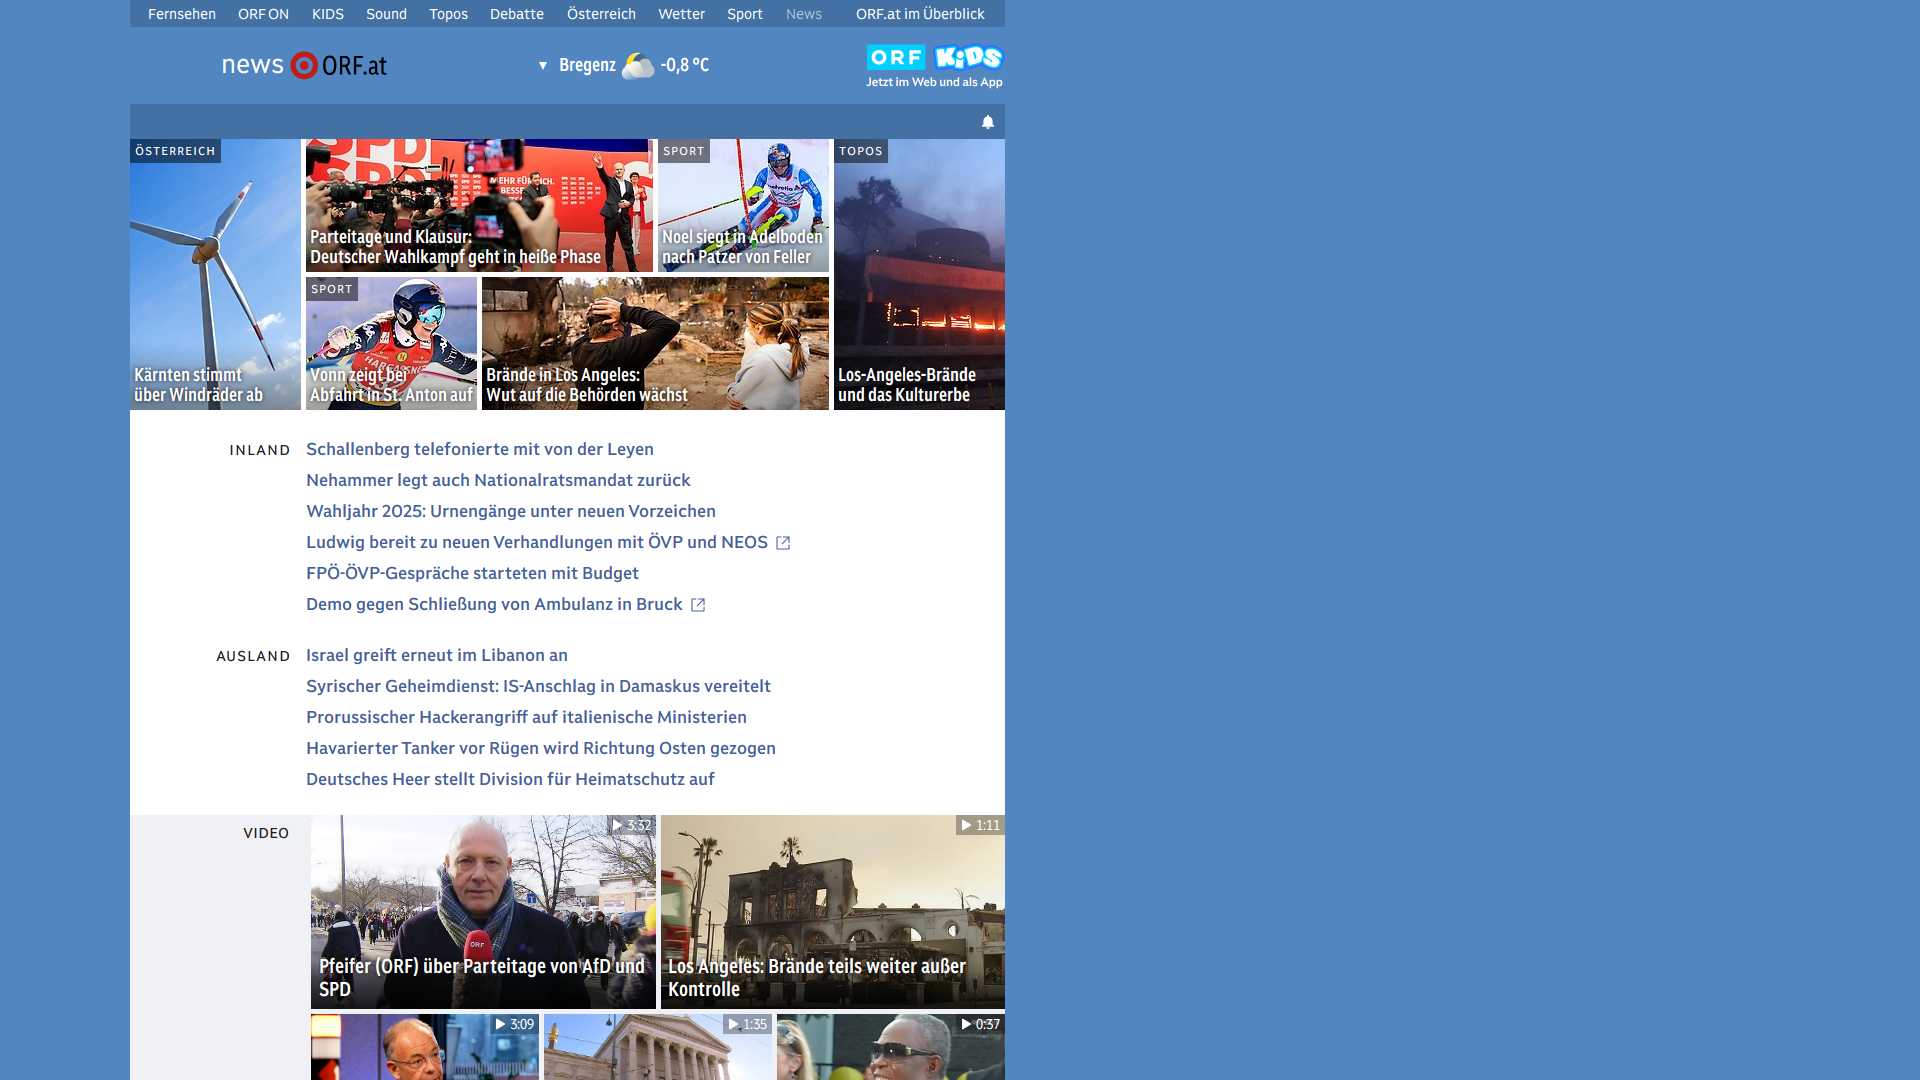 Fernsehen ORF ON KIDS Sound Topos Debatte Österreich Wetter Sport News ORF.at im Überblick
news ORF.at
▼ Bregenz -0,8 °C
ORF KiDS
Jetzt im Web und als App
ÖSTERREICH
Kärnten stimmt
über Windräder ab
SPD
MEHR FÜR DICH.
BESSE
Parteitage und Klausur:
Deutscher Wahlkampf geht in heiße Phase
SPORT
helvetia
Noel siegt in Adelboden
nach Patzer von Feller
TOPOS
Los-Angeles-Brände
und das Kulturerbe
SPORT
HARGASSNER
Vonn zeigt bei
Abfahrt in St. Anton auf
Brände in Los Angeles:
Wut auf die Behörden wächst
INLAND
Schallenberg telefonierte mit von der Leyen
Nehammer legt auch Nationalratsmandat zurück
Wahljahr 2025: Urnengänge unter neuen Vorzeichen
Ludwig bereit zu neuen Verhandlungen mit ÖVP und NEOS
FPÖ-ÖVP-Gespräche starteten mit Budget
Demo gegen Schließung von Ambulanz in Bruck
AUSLAND
Israel greift erneut im Libanon an
Syrischer Geheimdienst: IS-Anschlag in Damaskus vereitelt
Prorussischer Hackerangriff auf italienische Ministerien
Havarierter Tanker vor Rügen wird Richtung Osten gezogen
Deutsches Heer stellt Division für Heimatschutz auf
VIDEO
3:32
ORF
Pfeifer (ORF) über Parteitage von AfD und
SPD
1:11
Los Angeles: Brände teils weiter außer
Kontrolle
3:09
1:35
0:37